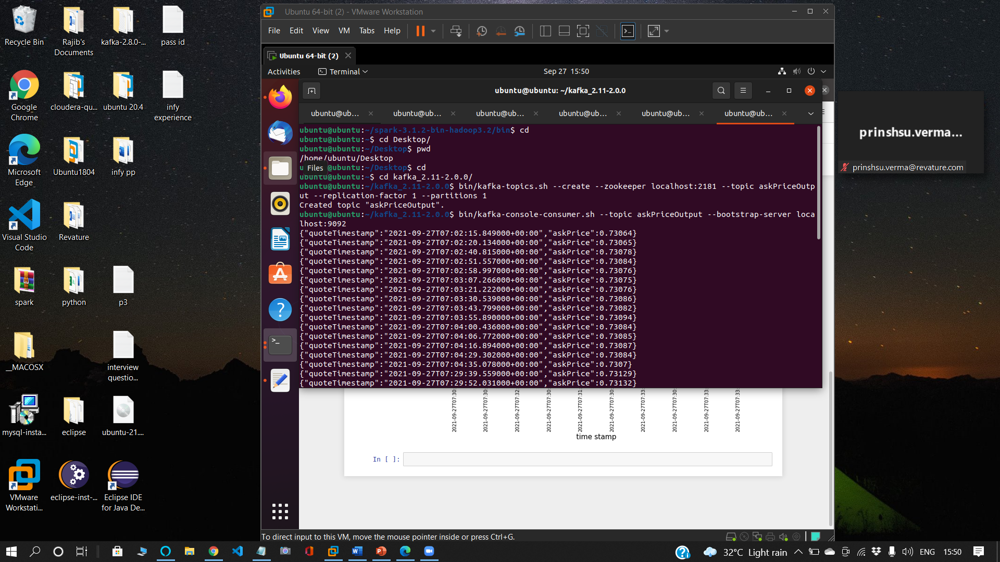 Recycle Bin
Rajib's
Documents
kafka-2.8.0-...
pass id
Google
Chrome
cloudera-qu...
ubuntu 20.4
infy
experience
Microsoft
Edge
Ubuntu1804
infy pp
Visual Studio
Code
Revature
spark
python
p3
__MACOSX
interview
questio...
mysql-insta...
eclipse
ubuntu-21....
VMware
Workstati...
eclipse-inst-...
Eclipse IDE
for Java De...
Ubuntu 64-bit (2) - VMware Workstation
File Edit View VM Tabs Help
Ubuntu 64-bit (2)
Activities Terminal Sep 27 15:50
ubuntu@ubuntu: ~/kafka_2.11-2.0.0
ubuntu@ub... ubuntu@ub... ubuntu@ub... ubuntu@ub... ubuntu@ub... ubuntu@ub...
ubuntu@ubuntu:~/spark-3.1.2-bin-hadoop3.2/bin$ cd
ubuntu@ubuntu:~$ cd Desktop/
ubuntu@ubuntu:~/Desktop$ pwd
/home/ubuntu/Desktop
Files
@ubuntu:~/Desktop$ cd
ubuntu@ubuntu:~$ cd kafka_2.11-2.0.0/
ubuntu@ubuntu:~/kafka_2.11-2.0.0$ bin/kafka-topics.sh --create --zookeeper localhost:2181 --topic askPriceOutp
ut --replication-factor 1 --partitions 1
Created topic "askPriceOutput".
ubuntu@ubuntu:~/kafka_2.11-2.0.0$ bin/kafka-console-consumer.sh --topic askPriceOutput --bootstrap-server loca
lhost:9092
{"quoteTimestamp":"2021-09-27T07:02:15.849000+00:00","askPrice":0.73064}
{"quoteTimestamp":"2021-09-27T07:02:20.134000+00:00","askPrice":0.73065}
{"quoteTimestamp":"2021-09-27T07:02:40.815000+00:00","askPrice":0.73078}
{"quoteTimestamp":"2021-09-27T07:02:51.557000+00:00","askPrice":0.73084}
{"quoteTimestamp":"2021-09-27T07:02:58.997000+00:00","askPrice":0.73076}
{"quoteTimestamp":"2021-09-27T07:03:07.266000+00:00","askPrice":0.73075}
{"quoteTimestamp":"2021-09-27T07:03:21.222000+00:00","askPrice":0.73076}
{"quoteTimestamp":"2021-09-27T07:03:30.539000+00:00","askPrice":0.73086}
{"quoteTimestamp":"2021-09-27T07:03:43.799000+00:00","askPrice":0.73082}
{"quoteTimestamp":"2021-09-27T07:03:55.890000+00:00","askPrice":0.73094}
{"quoteTimestamp":"2021-09-27T07:04:00.436000+00:00","askPrice":0.73084}
{"quoteTimestamp":"2021-09-27T07:04:06.772000+00:00","askPrice":0.73085}
{"quoteTimestamp":"2021-09-27T07:04:16.894000+00:00","askPrice":0.73087}
{"quoteTimestamp":"2021-09-27T07:04:29.302000+00:00","askPrice":0.73084}
{"quoteTimestamp":"2021-09-27T07:04:35.078000+00:00","askPrice":0.7307}
{"quoteTimestamp":"2021-09-27T07:29:39.559000+00:00","askPrice":0.73129}
{"quoteTimestamp":"2021-09-27T07:29:52.031000+00:00","askPrice":0.73132}
2021-09-27T07:30:
2021-09-27T07:30:
2021-09-27T07:32:
2021-09-27T07:30:
2021-09-27T07:31:
2021-09-27T07:30:
2021-09-27T07:33:
2021-09-27T07:30:
2021-09-27T07:33:
2021-09-27T07:33:
time stamp
In [ ]:
To direct input to this VM, move the mouse pointer inside or press Ctrl+G.
prinshsu.verma...
prinshsu.verma@revature.com
32°C Light rain
ENG 15:50